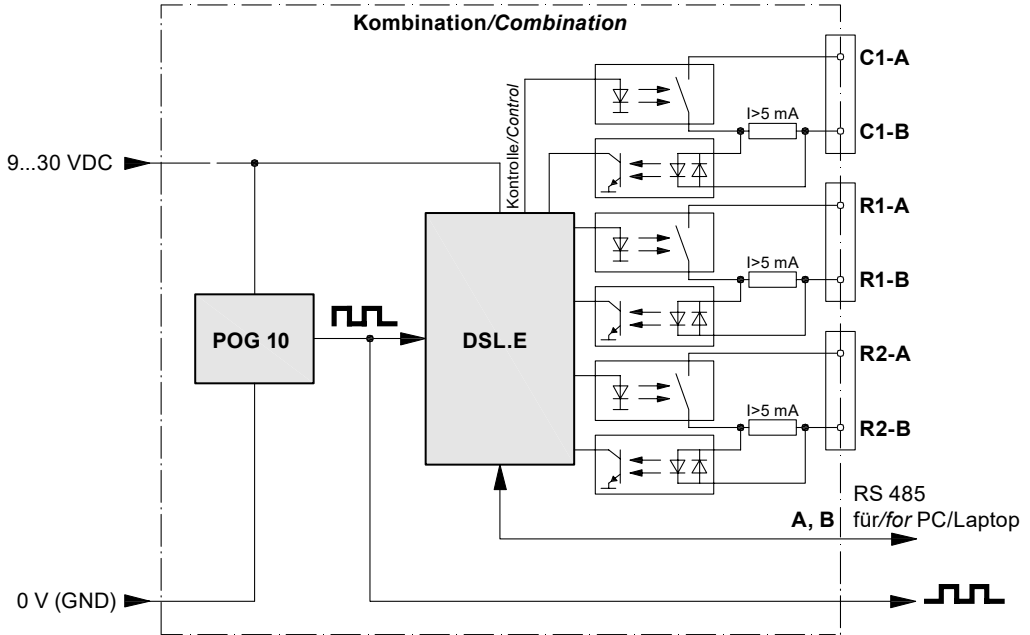 Kombination/Combination
C1-A
I>5 mA
C1-B
Kontrolle/Control
9...30 VDC
R1-A
I>5 mA
R1-B
POG 10
DSL.E
R2-A
I>5 mA
R2-B
RS 485
A, B für/for PC/Laptop
0 V (GND)